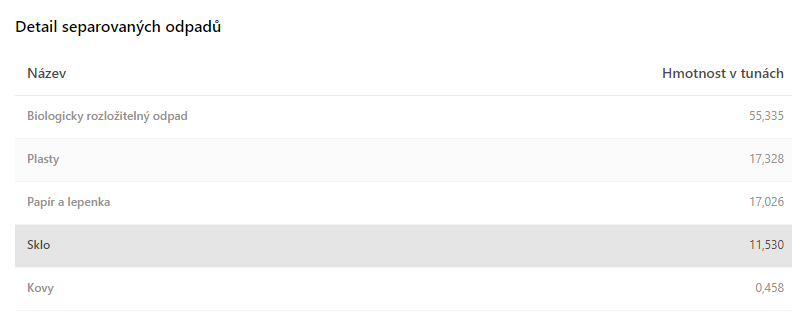 Detail separovaných odpadů
Název Hmotnost v tunách
Biologicky rozložitelný odpad 55,335
Plasty 17,328
Papír a lepenka 17,026
Sklo 11,530
Kovy 0,458